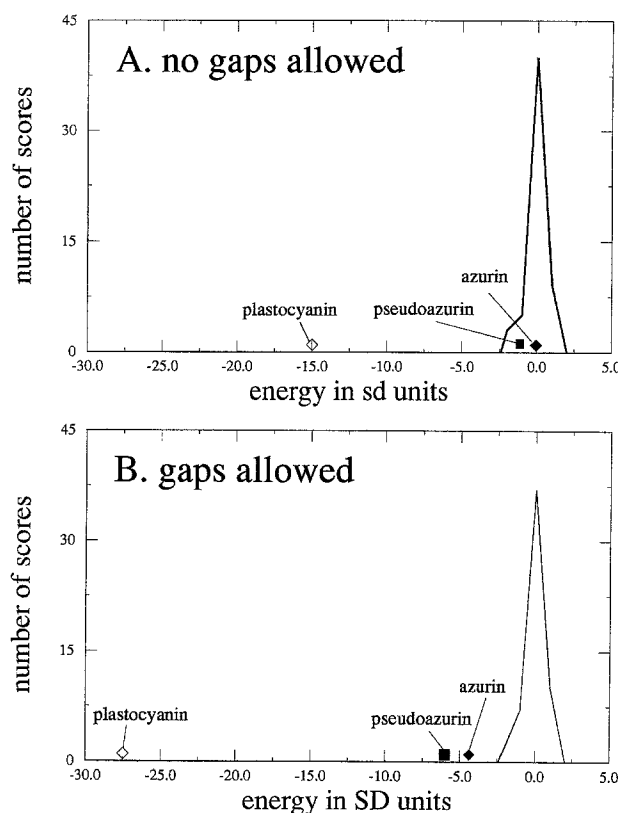 45
A. no gaps allowed
30
number of scores
15
azurin
plastocyanin
pseudoazurin
0
-30.0 -25.0 -20.0 -15.0 -10.0 -5.0 0.0 5.0
energy in sd units
45
B. gaps allowed
30
number of scores
15
azurin
plastocyanin
pseudoazurin
0
-30.0 -25.0 -20.0 -15.0 -10.0 -5.0 0.0 5.0
energy in SD units